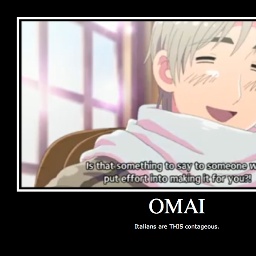 Is that something to say to someone w
put effort into making it for you?!
OMAI
Italians are THIS contageous.